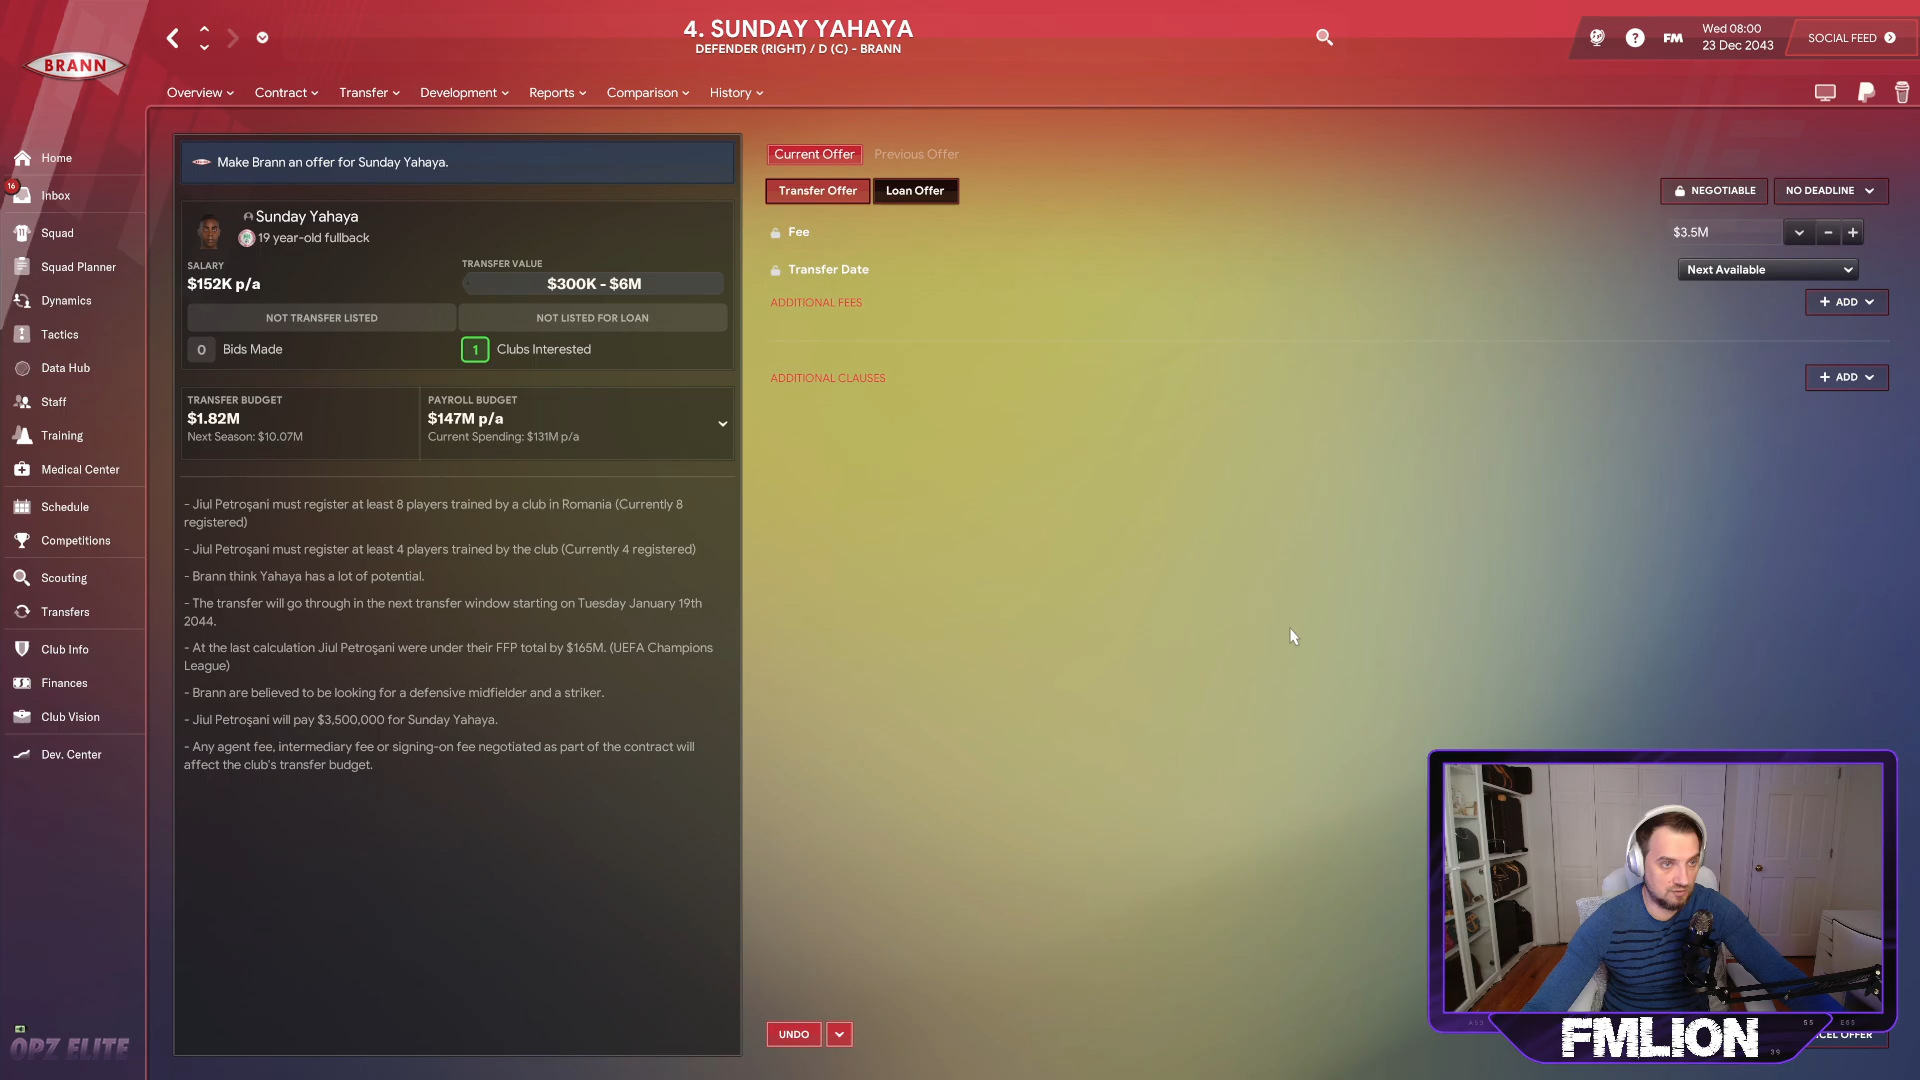 4. SUNDAY YAHAYA
DEFENDER (RIGHT) / D (C) - BRANN
BRANN
FM
Wed 08:00
23 Dec 2043
SOCIAL FEED
Overview
Contract
Transfer
Development
Reports
Comparison
History
Home
16
Inbox
Squad
Squad Planner
Dynamics
Tactics
Data Hub
Staff
Training
Medical Center
Schedule
Competitions
Scouting
Transfers
Club Info
Finances
Club Vision
Dev. Center
OPZ ELITE
Make Brann an offer for Sunday Yahaya.
Sunday Yahaya
19 year-old fullback
SALARY
$152K p/a
TRANSFER VALUE
$300K - $6M
NOT TRANSFER LISTED
NOT LISTED FOR LOAN
0 Bids Made
1 Clubs Interested
TRANSFER BUDGET
$1.82M
Next Season: $10.07M
PAYROLL BUDGET
$147M p/a
Current Spending: $131M p/a
- Jiul Petroşani must register at least 8 players trained by a club in Romania (Currently 8
registered)
- Jiul Petroşani must register at least 4 players trained by the club (Currently 4 registered)
- Brann think Yahaya has a lot of potential.
- The transfer will go through in the next transfer window starting on Tuesday January 19th
2044.
- At the last calculation Jiul Petroşani were under their FFP total by $165M. (UEFA Champions
League)
- Brann are believed to be looking for a defensive midfielder and a striker.
- Jiul Petroşani will pay $3,500,000 for Sunday Yahaya.
- Any agent fee, intermediary fee or signing-on fee negotiated as part of the contract will
affect the club's transfer budget.
Current Offer
Previous Offer
Transfer Offer
Loan Offer
NEGOTIABLE
NO DEADLINE
Fee
$3.5M
Transfer Date
Next Available
ADDITIONAL FEES
+ ADD
ADDITIONAL CLAUSES
+ ADD
UNDO
OFFER
FMLION
A53
55
E65
39